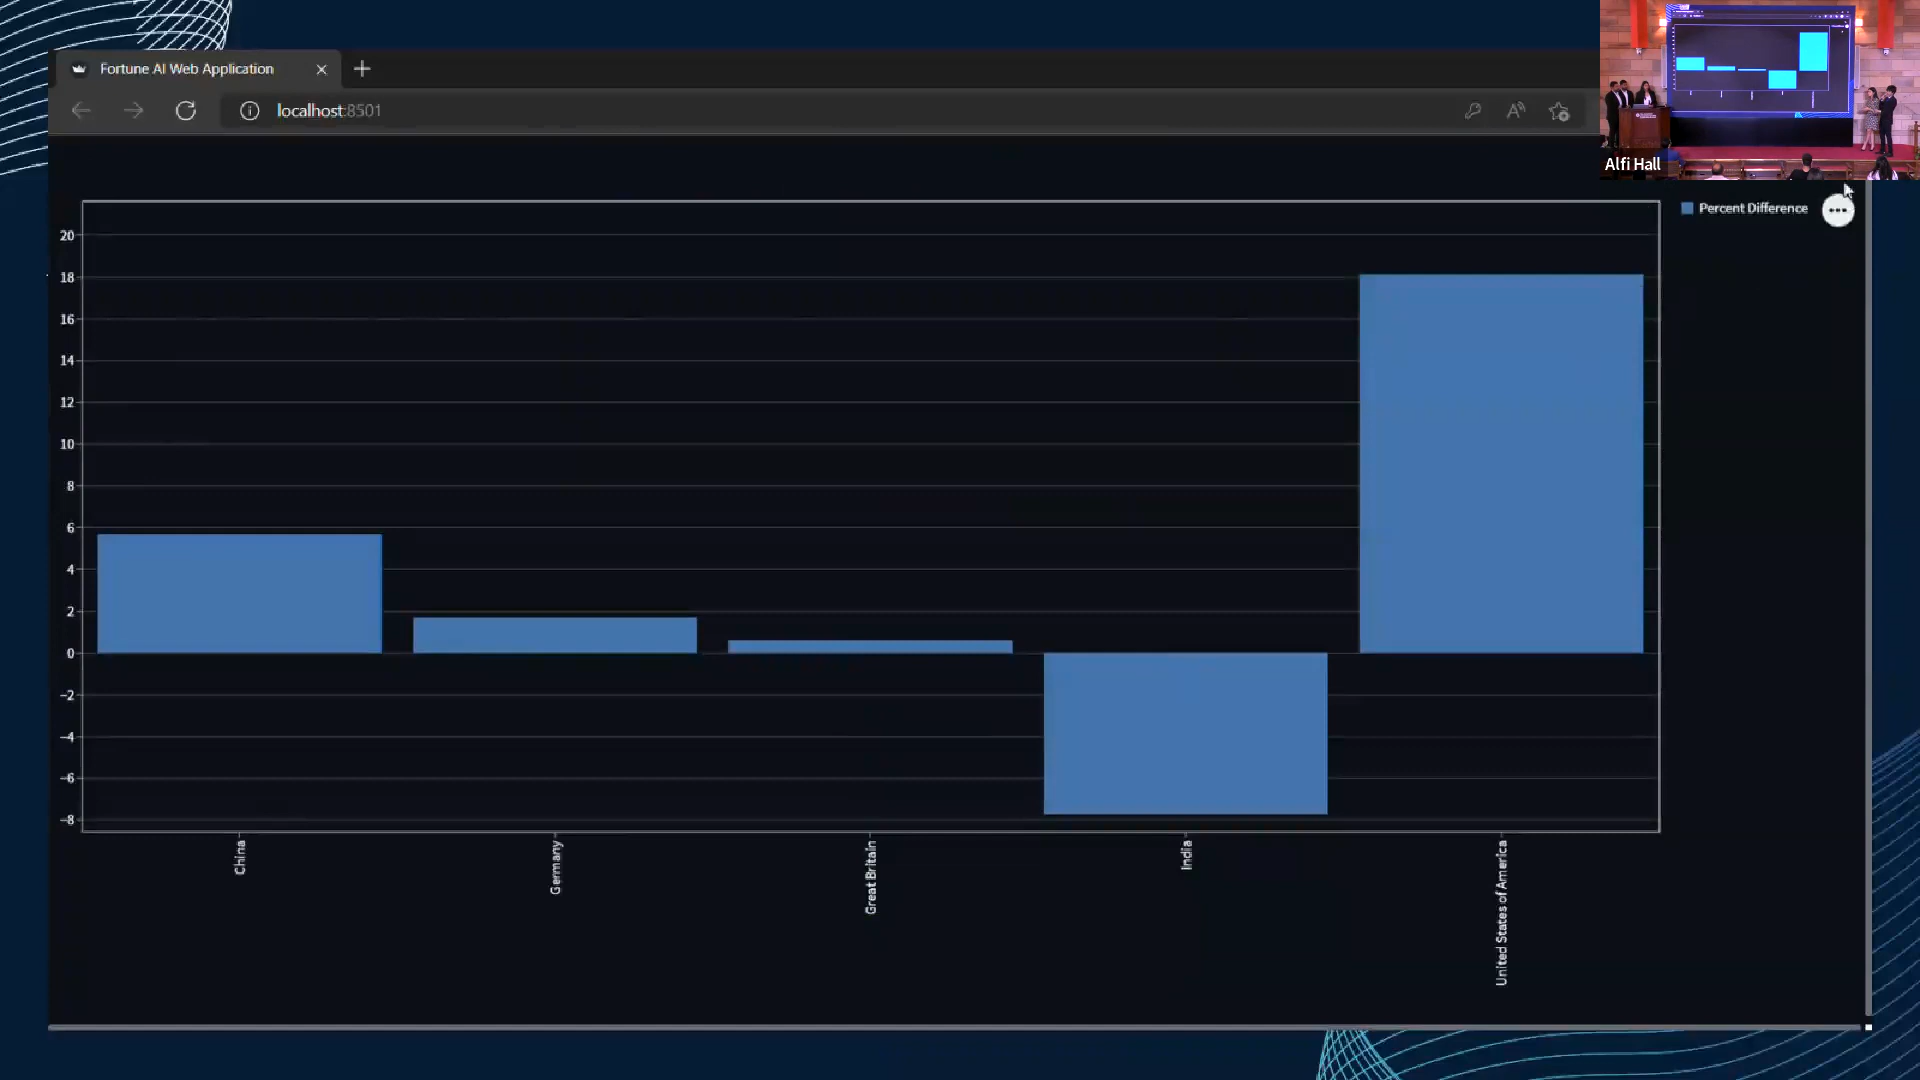 Fortune AI Web Application
localhost:8501
Alfi Hall
Percent Difference
20
18
16
14
12
10
8
6
4
2
0
−2
−4
−6
−8
China
Germany
Great Britain
India
United States of America